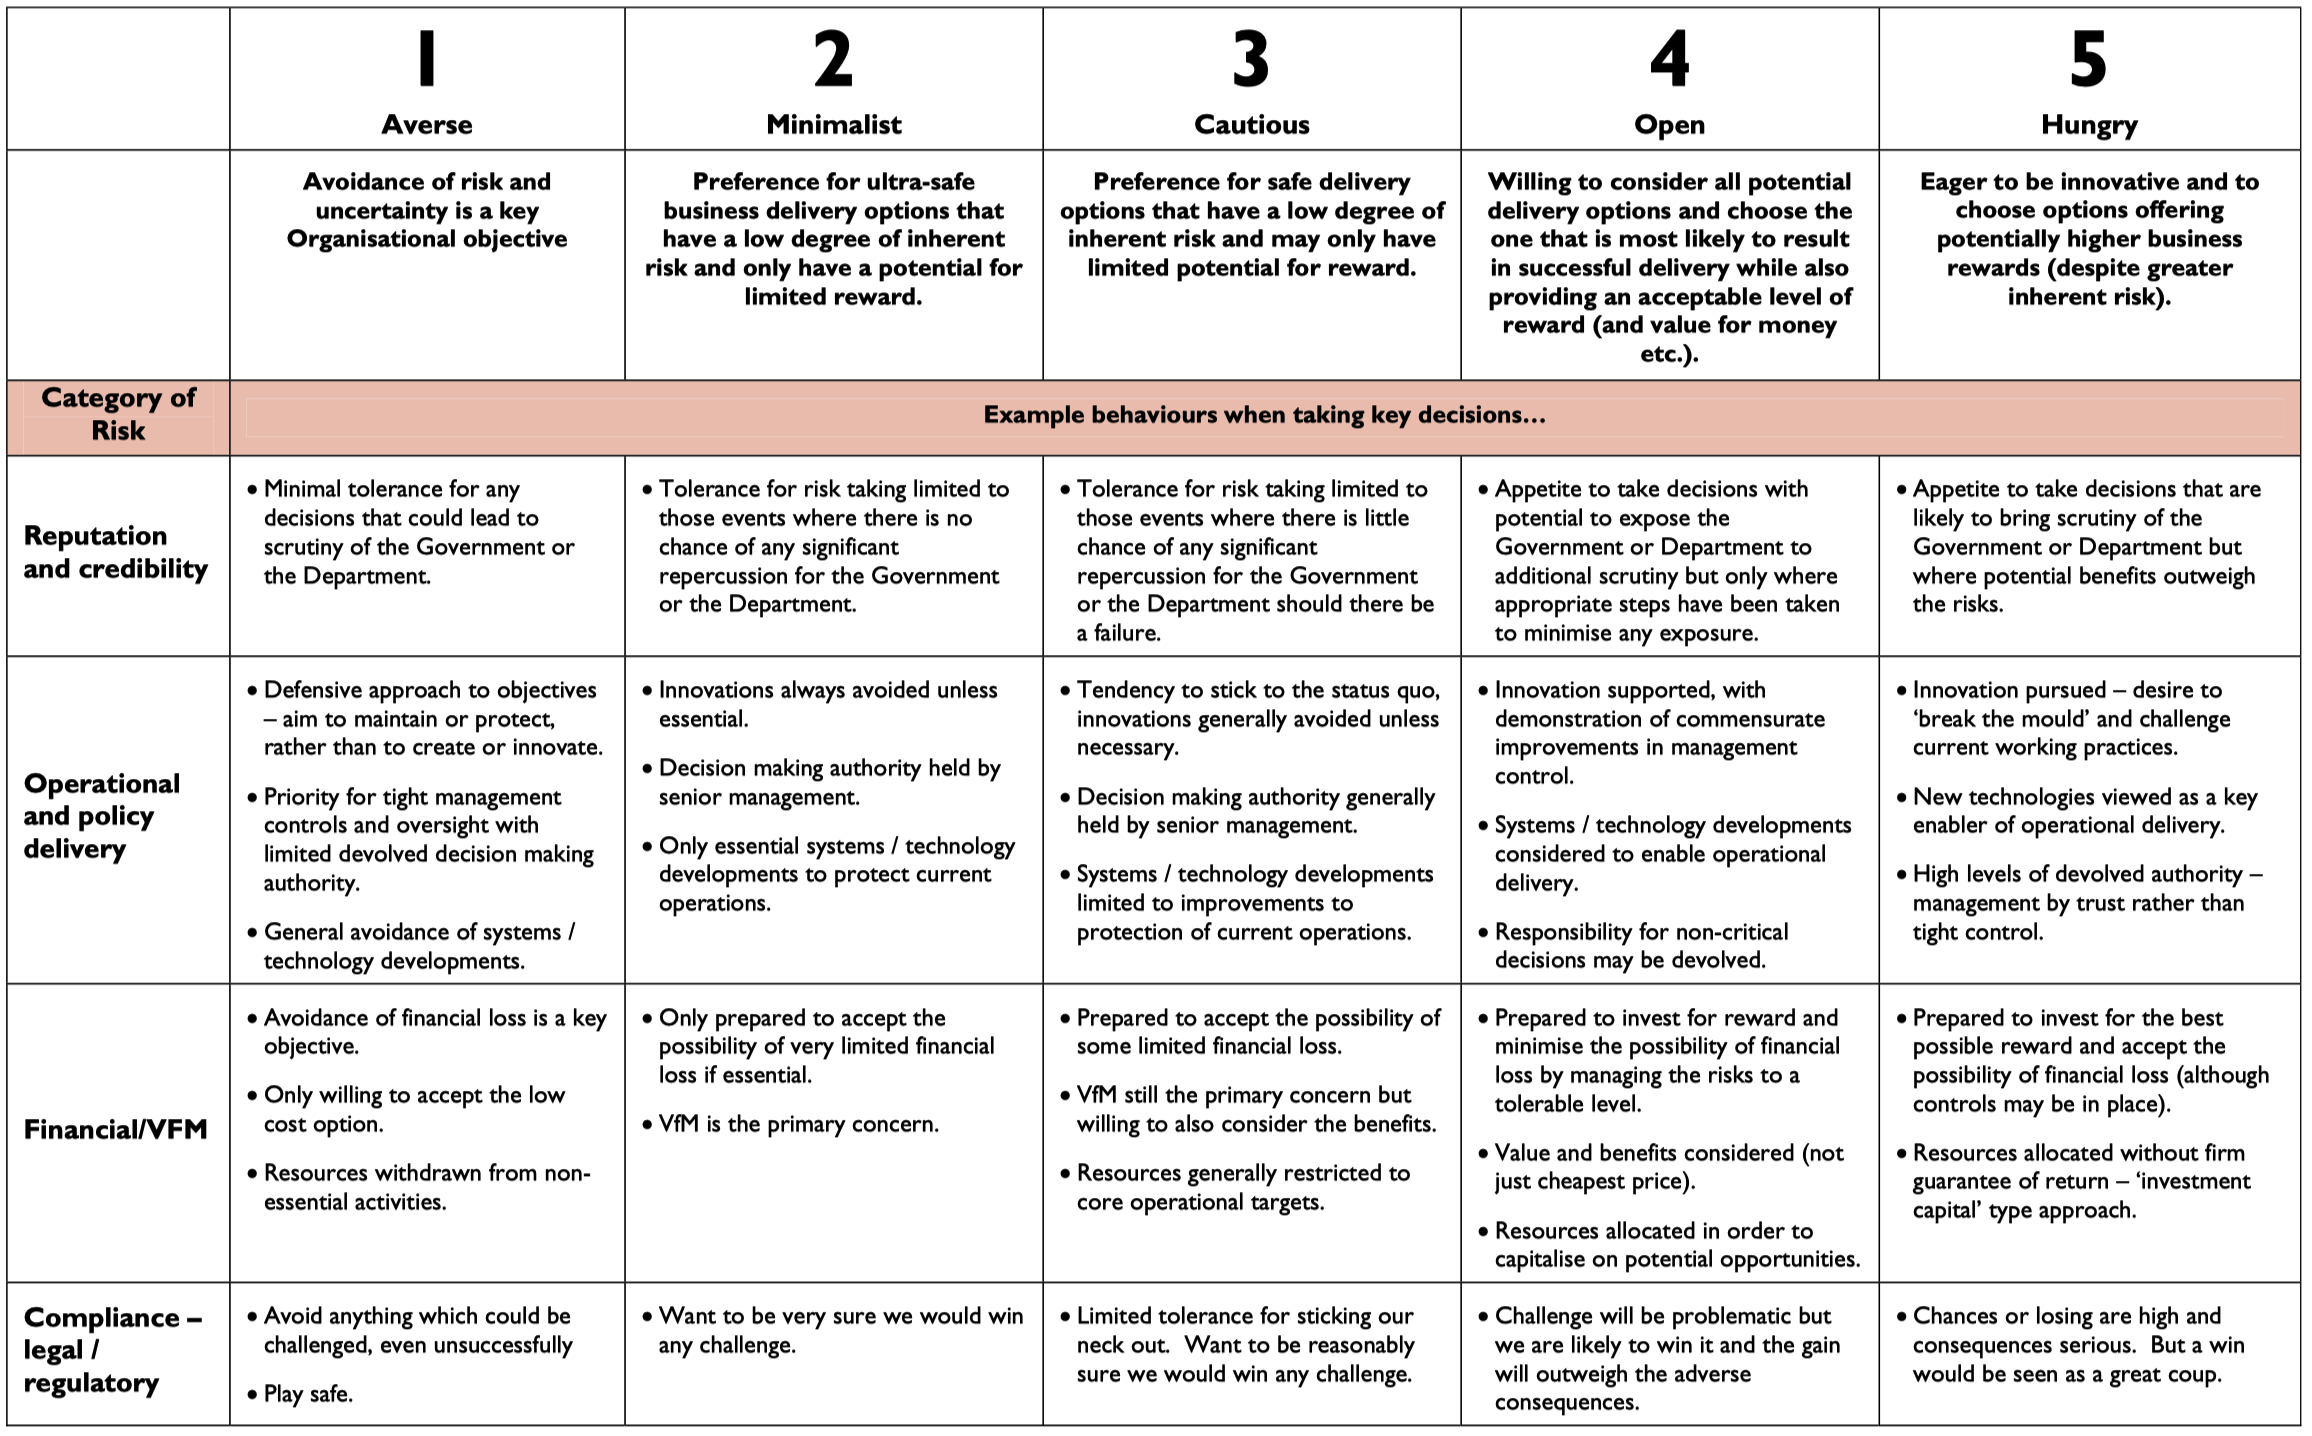 1
Averse
2
Minimalist
3
Cautious
4
Open
5
Hungry
Avoidance of risk and
uncertainty is a key
Organisational objective
Preference for ultra-safe
business delivery options that
have a low degree of inherent
risk and only have a potential for
limited reward.
Preference for safe delivery
options that have a low degree of
inherent risk and may only have
limited potential for reward.
Willing to consider all potential
delivery options and choose the
one that is most likely to result
in successful delivery while also
providing an acceptable level of
reward (and value for money
etc.).
Eager to be innovative and to
choose options offering
potentially higher business
rewards (despite greater
inherent risk).
Category of
Risk
Example behaviours when taking key decisions…
Reputation
and credibility
• Minimal tolerance for any
decisions that could lead to
scrutiny of the Government or
the Department.
• Tolerance for risk taking limited to
those events where there is no
chance of any significant
repercussion for the Government
or the Department.
• Tolerance for risk taking limited to
those events where there is little
chance of any significant
repercussion for the Government
or the Department should there be
a failure.
• Appetite to take decisions with
potential to expose the
Government or Department to
additional scrutiny but only where
appropriate steps have been taken
to minimise any exposure.
• Appetite to take decisions that are
likely to bring scrutiny of the
Government or Department but
where potential benefits outweigh
the risks.
Operational
and policy
delivery
• Defensive approach to objectives
– aim to maintain or protect,
rather than to create or innovate.
• Priority for tight management
controls and oversight with
limited devolved decision making
authority.
• General avoidance of systems /
technology developments.
• Innovations always avoided unless
essential.
• Decision making authority held by
senior management.
• Only essential systems / technology
developments to protect current
operations.
• Tendency to stick to the status quo,
innovations generally avoided unless
necessary.
• Decision making authority generally
held by senior management.
• Systems / technology developments
limited to improvements to
protection of current operations.
• Innovation supported, with
demonstration of commensurate
improvements in management
control.
• Systems / technology developments
considered to enable operational
delivery.
• Responsibility for non-critical
decisions may be devolved.
• Innovation pursued – desire to
‘break the mould’ and challenge
current working practices.
• New technologies viewed as a key
enabler of operational delivery.
• High levels of devolved authority –
management by trust rather than
tight control.
Financial/VFM
• Avoidance of financial loss is a key
objective.
• Only willing to accept the low
cost option.
• Resources withdrawn from non-
essential activities.
• Only prepared to accept the
possibility of very limited financial
loss if essential.
• VfM is the primary concern.
• Prepared to accept the possibility of
some limited financial loss.
• VfM still the primary concern but
willing to also consider the benefits.
• Resources generally restricted to
core operational targets.
• Prepared to invest for reward and
minimise the possibility of financial
loss by managing the risks to a
tolerable level.
• Value and benefits considered (not
just cheapest price).
• Resources allocated in order to
capitalise on potential opportunities.
• Prepared to invest for the best
possible reward and accept the
possibility of financial loss (although
controls may be in place).
• Resources allocated without firm
guarantee of return – ‘investment
capital’ type approach.
Compliance –
legal /
regulatory
• Avoid anything which could be
challenged, even unsuccessfully
• Play safe.
• Want to be very sure we would win
any challenge.
• Limited tolerance for sticking our
neck out. Want to be reasonably
sure we would win any challenge.
• Challenge will be problematic but
we are likely to win it and the gain
will outweigh the adverse
consequences.
• Chances or losing are high and
consequences serious. But a win
would be seen as a great coup.